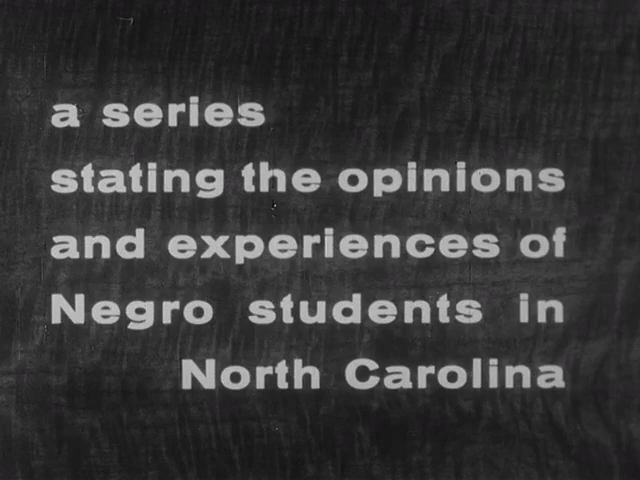 a series
stating the opinions
and experiences of
Negro students in
North Carolina